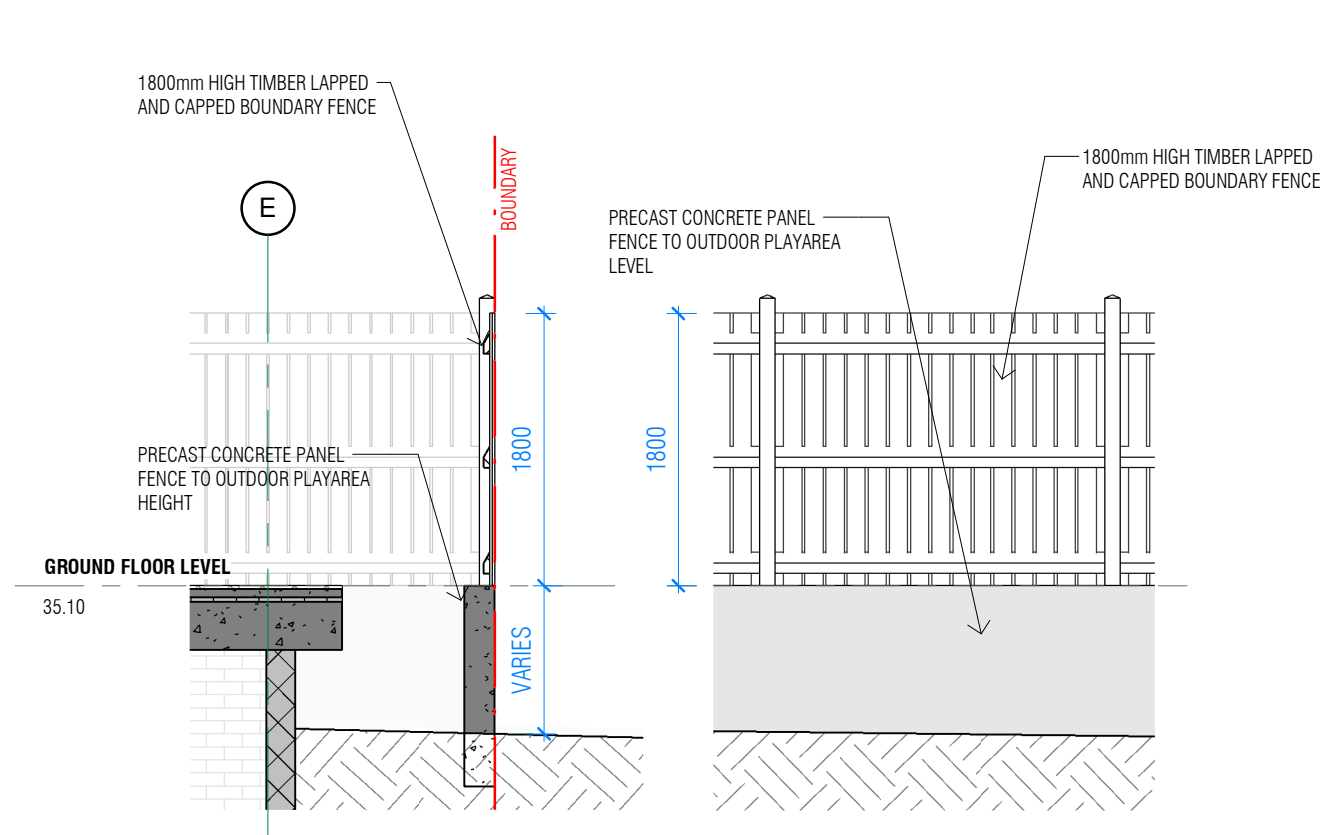 1800mm HIGH TIMBER LAPPED
AND CAPPED BOUNDARY FENCE
E
BOUNDARY
PRECAST CONCRETE PANEL
FENCE TO OUTDOOR PLAYAREA
HEIGHT
1800
GROUND FLOOR LEVEL
35.10
VARIES
1800mm HIGH TIMBER LAPPED
AND CAPPED BOUNDARY FENCE
PRECAST CONCRETE PANEL
FENCE TO OUTDOOR PLAYAREA
LEVEL
1800